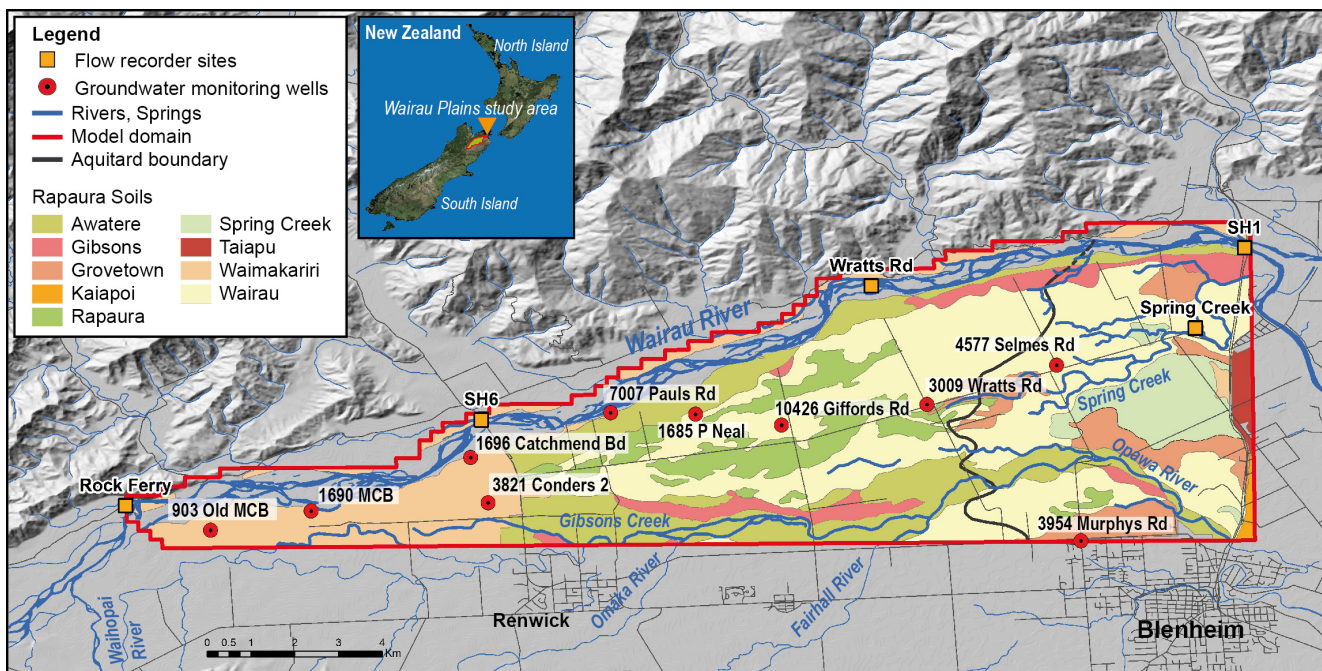 Legend
Flow recorder sites
Groundwater monitoring wells
Rivers, Springs
Model domain
Aquitard boundary
Rapaura Soils
Awatere
Gibsons
Grovetown
Kaiapoi
Rapaura
Spring Creek
Taiapu
Waimakariri
Wairau
New Zealand
North Island
Wairau Plains study area
South Island
SH1
Wratts Rd
Spring Creek
Wairau River
4577 Selmes Rd
Spring Creek
3009 Wratts Rd
7007 Pauls Rd
10426 Giffords Rd
1685 P Neal
SH6
1696 Catchmend Bd
Opawa River
Rock Ferry
1690 MCB
3821 Conders 2
903 Old MCB
Gibsons Creek
3954 Murphys Rd
Waihopai
River
Renwick
Omaka River
Fairhall River
Blenheim
0 0.5 1 2 3 4
Km